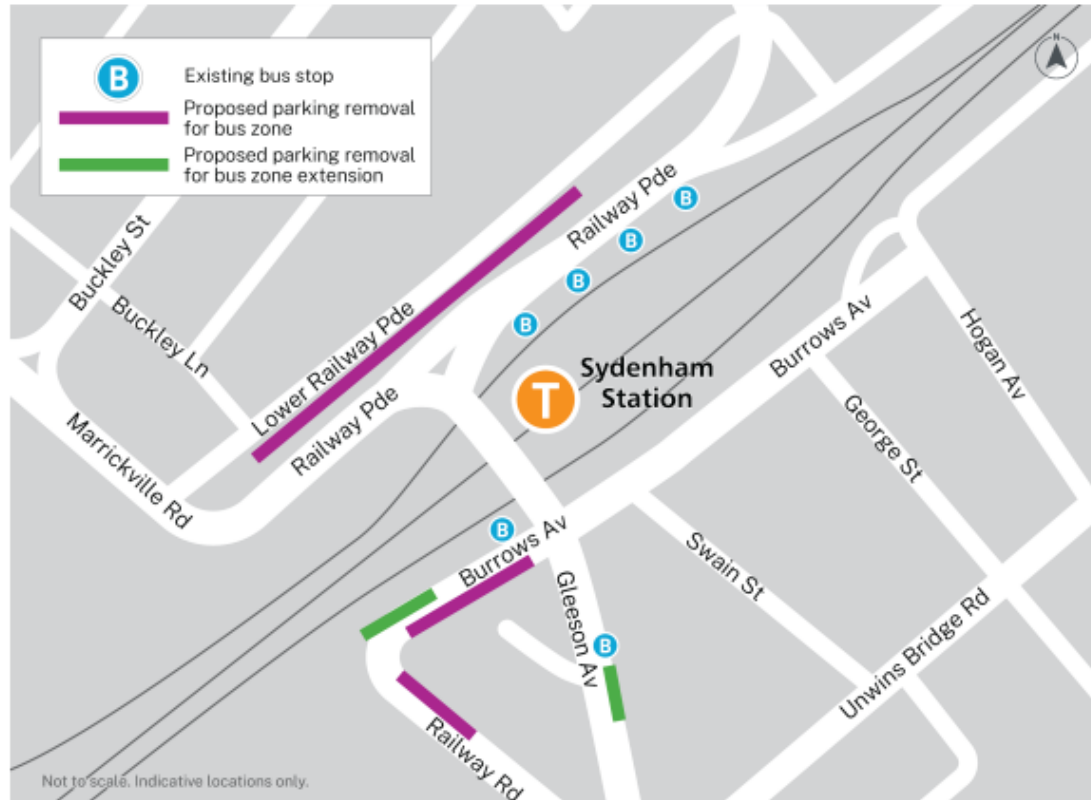 N
B Existing bus stop
Proposed parking removal
for bus zone
Proposed parking removal
for bus zone extension
Railway Pde
B
B
B
B
Buckley St
Buckley Ln
Lower Railway Pde
Railway Pde
Marrickville Rd
T
Sydenham
Station
Burrows Av
Hogan Av
George St
B
Burrows Av
Swain St
Gleeson Av
B
Unwins Bridge Rd
Railway Rd
Not to scale. Indicative locations only.